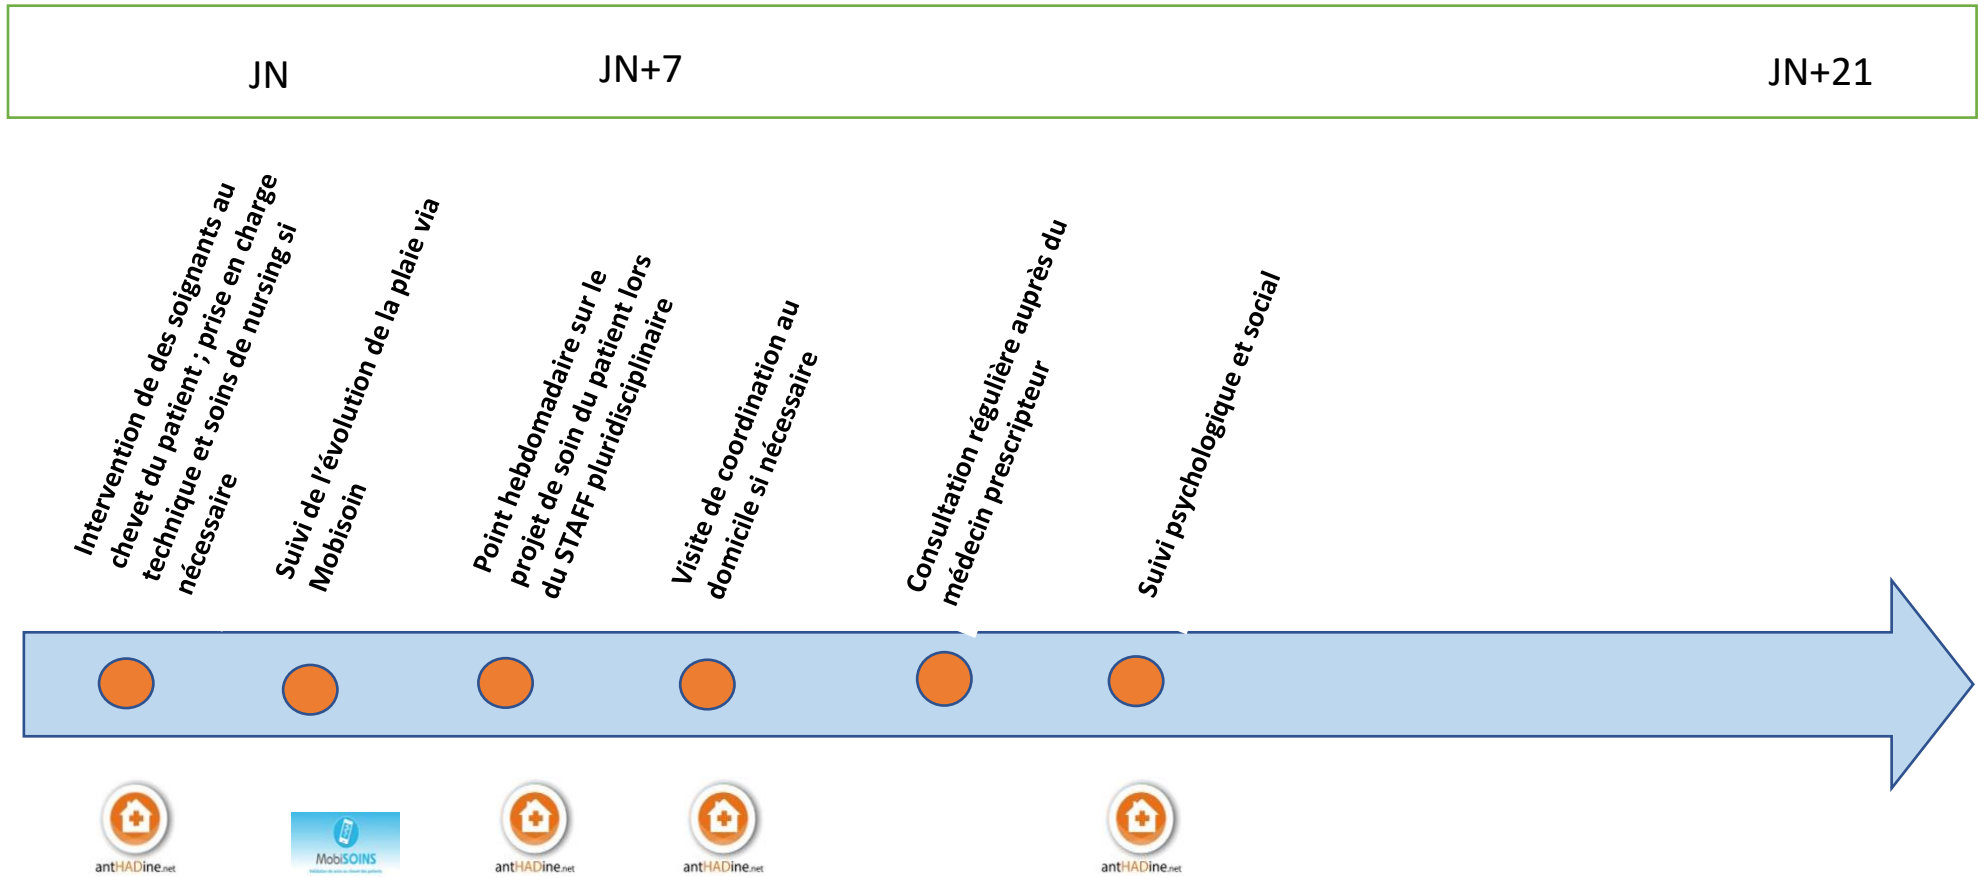 JN
JN+7
JN+21
Intervention de des soignants au
chevet du patient ; prise en charge
technique et soins de nursing si
nécessaire
Suivi de l'évolution de la plaie via
Mobisoin
Point hebdomadaire sur le
projet de soin du patient lors
du STAFF pluridisciplinaire
Visite de coordination au
domicile si nécessaire
Consultation régulière auprès du
médecin prescripteur
Suivi psychologique et social
antHADine.net
MobiSOINS
antHADine.net
antHADine.net
antHADine.net